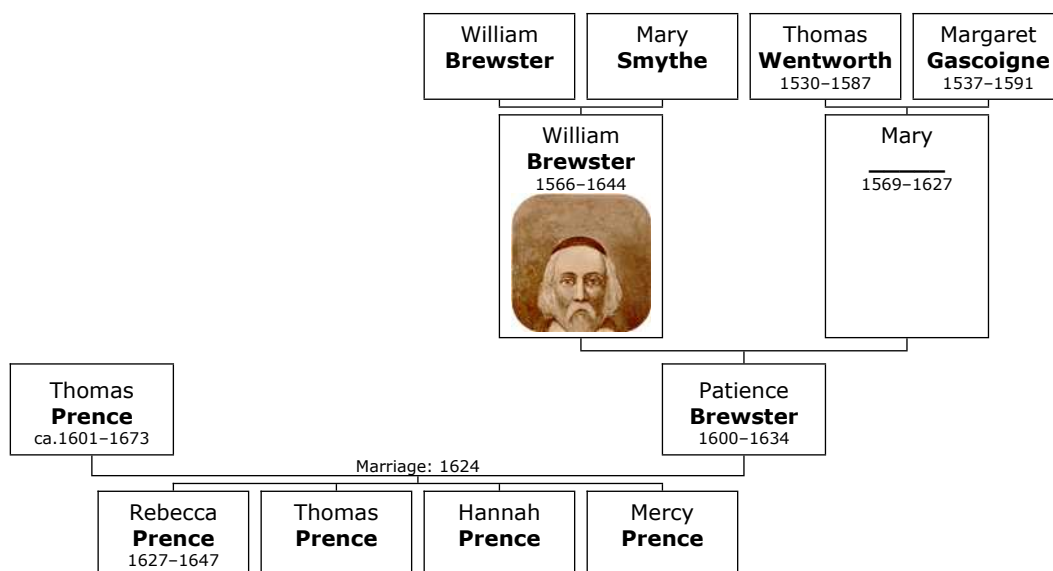 William
Brewster
Mary
Smythe
Thomas
Wentworth
1530–1587
Margaret
Gascoigne
1537–1591
William
Brewster
1566–1644
Mary
1569–1627
Thomas
Prence
ca.1601–1673
Patience
Brewster
1600–1634
Marriage: 1624
Rebecca
Prence
1627–1647
Thomas
Prence
Hannah
Prence
Mercy
Prence